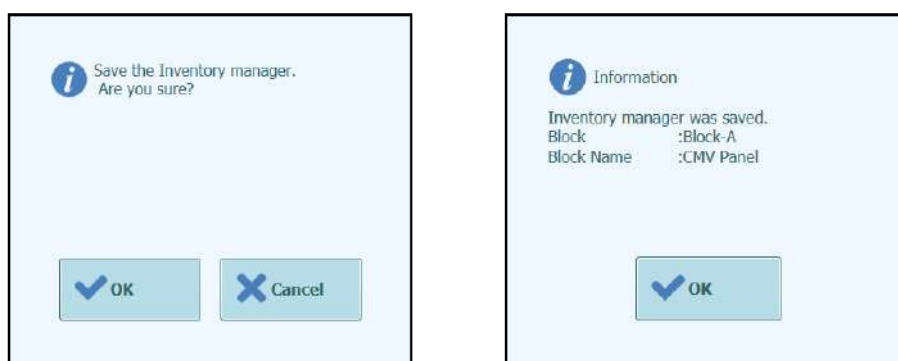 Save the Inventory manager.
Are you sure?
OK
Cancel
Information
Inventory manager was saved.
Block :Block-A
Block Name :CMV Panel
OK